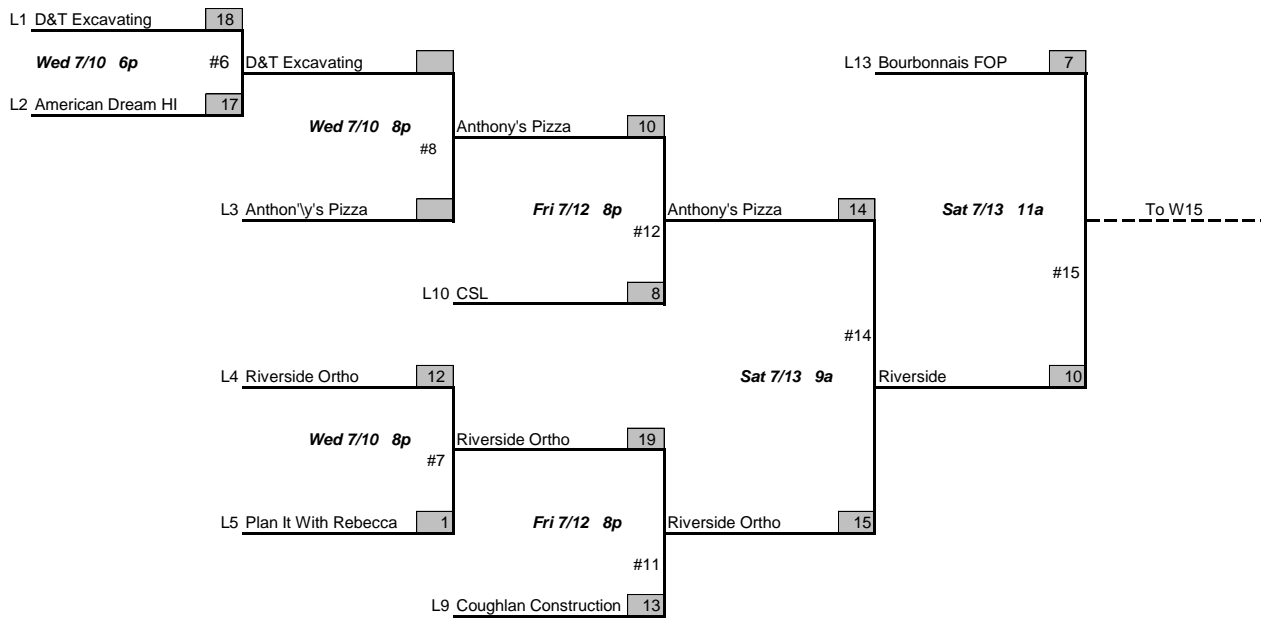 L1 D&T Excavating 18
Wed 7/10 6p #6 D&T Excavating L13 Bourbonnais FOP 7
L2 American Dream HI 17
Wed 7/10 8p Anthony's Pizza 10
#8
L3 Anthon'\y's Pizza Fri 7/12 8p Anthony's Pizza 14 Sat 7/13 11a To W15
#12
#15
L10 CSL 8
#14
L4 Riverside Ortho 12 Sat 7/13 9a Riverside 10
Wed 7/10 8p Riverside Ortho 19
#7
L5 Plan It With Rebecca 1 Fri 7/12 8p Riverside Ortho 15
#11
L9 Coughlan Construction 13